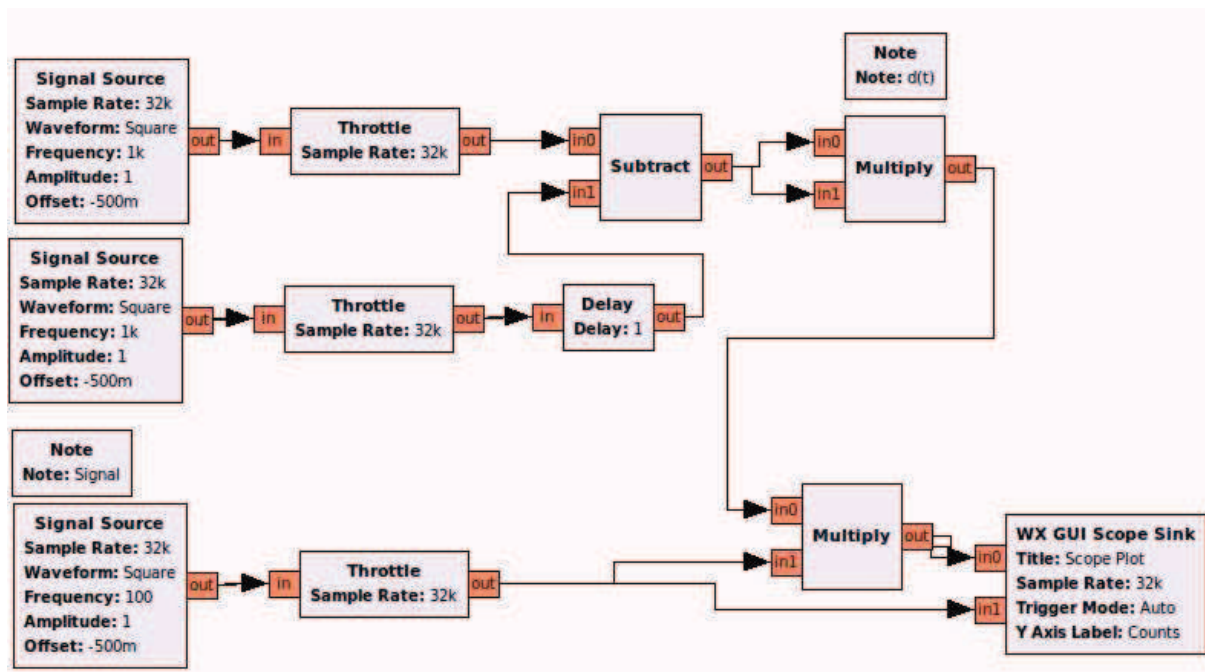 Note
Note: d(t)
Signal Source
Sample Rate: 32k
Waveform: Square
Frequency: 1k
Amplitude: 1
Offset: -500m
out
in
Throttle
Sample Rate: 32k
out
in0
in1
Subtract
out
in0
in1
Multiply
out
Signal Source
Sample Rate: 32k
Waveform: Square
Frequency: 1k
Amplitude: 1
Offset: -500m
out
in
Throttle
Sample Rate: 32k
out
in
Delay
Delay: 1
out
Note
Note: Signal
Signal Source
Sample Rate: 32k
Waveform: Square
Frequency: 100
Amplitude: 1
Offset: -500m
out
in
Throttle
Sample Rate: 32k
out
in0
in1
Multiply
out
in0
in1
WX GUI Scope Sink
Title: Scope Plot
Sample Rate: 32k
Trigger Mode: Auto
Y Axis Label: Counts